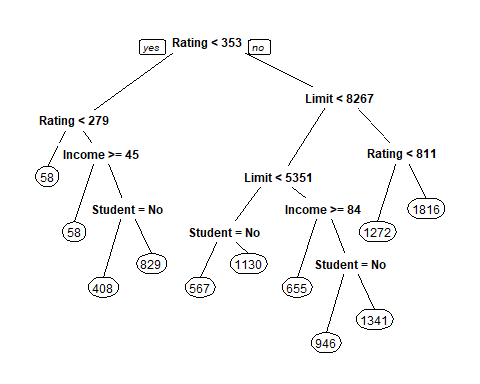 yes Rating < 353 no
Limit < 8267
Rating < 279
Income >= 45
Rating < 811
58
Limit < 5351
Student = No
Income >= 84
1816
58
Student = No
1272
829
1130
Student = No
408
567
655
1341
946